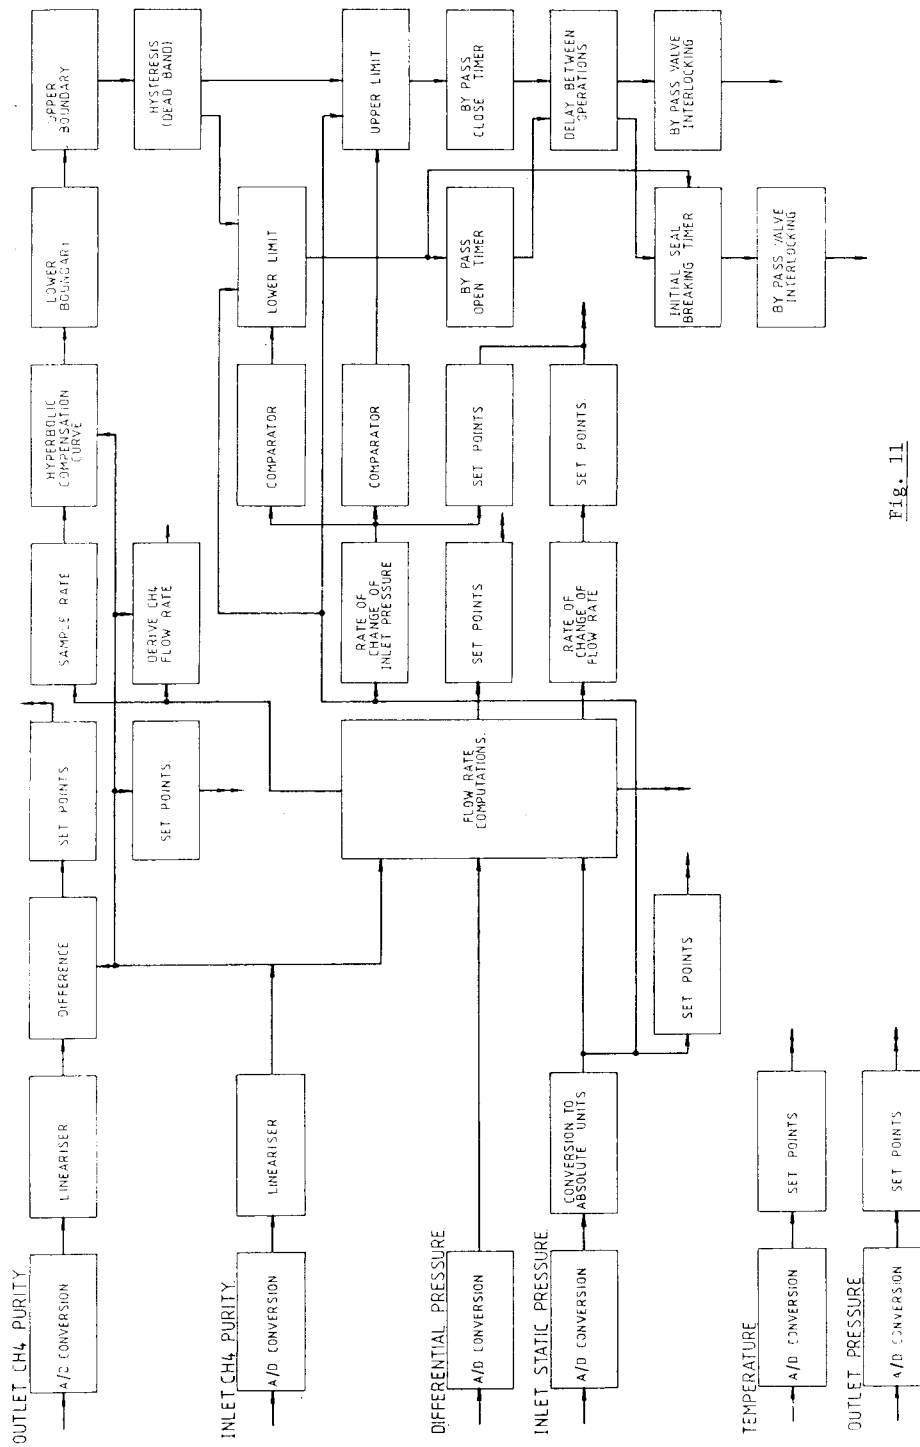 OUTLET CH4 PURITY
A/D CONVERSION
LINEARISER
DIFFERENCE
SET POINTS
SAMPLE RATE
HYPERBOLIC
COMPENSATION
CURVE
LOWER
BOUNDARY
UPPER
BOUNDARY
SET POINTS.
DERIVE CH4
FLOW RATE
HYSTERESIS
(DEAD BAND)
INLET CH4 PURITY.
A/D CONVERSION
LINEARISER
COMPARATOR
LOWER LIMIT
FLOW RATE
COMPUTATIONS.
RATE OF
CHANGE OF
INLET PRESSURE
COMPARATOR
UPPER LIMIT
DIFFERENTIAL PRESSURE.
A/D CONVERSION
SET POINTS
SET POINTS
BY PASS
OPEN TIMER
BY PASS
CLOSE TIMER
INLET STATIC PRESSURE.
A/D CONVERSION
CONVERSION TO
ABSOLUTE UNITS
RATE OF
CHANGE OF
FLOW RATE
SET POINTS.
DELAY BETWEEN
OPERATIONS
SET POINTS
INITIAL SEAL
BREAKING TIMER
BY PASS VALVE
INTERLOCKING
TEMPERATURE
A/D CONVERSION
SET POINTS
BY PASS VALVE
INTERLOCKING
OUTLET PRESSURE
A/D CONVERSION
SET POINTS
Fig. 11